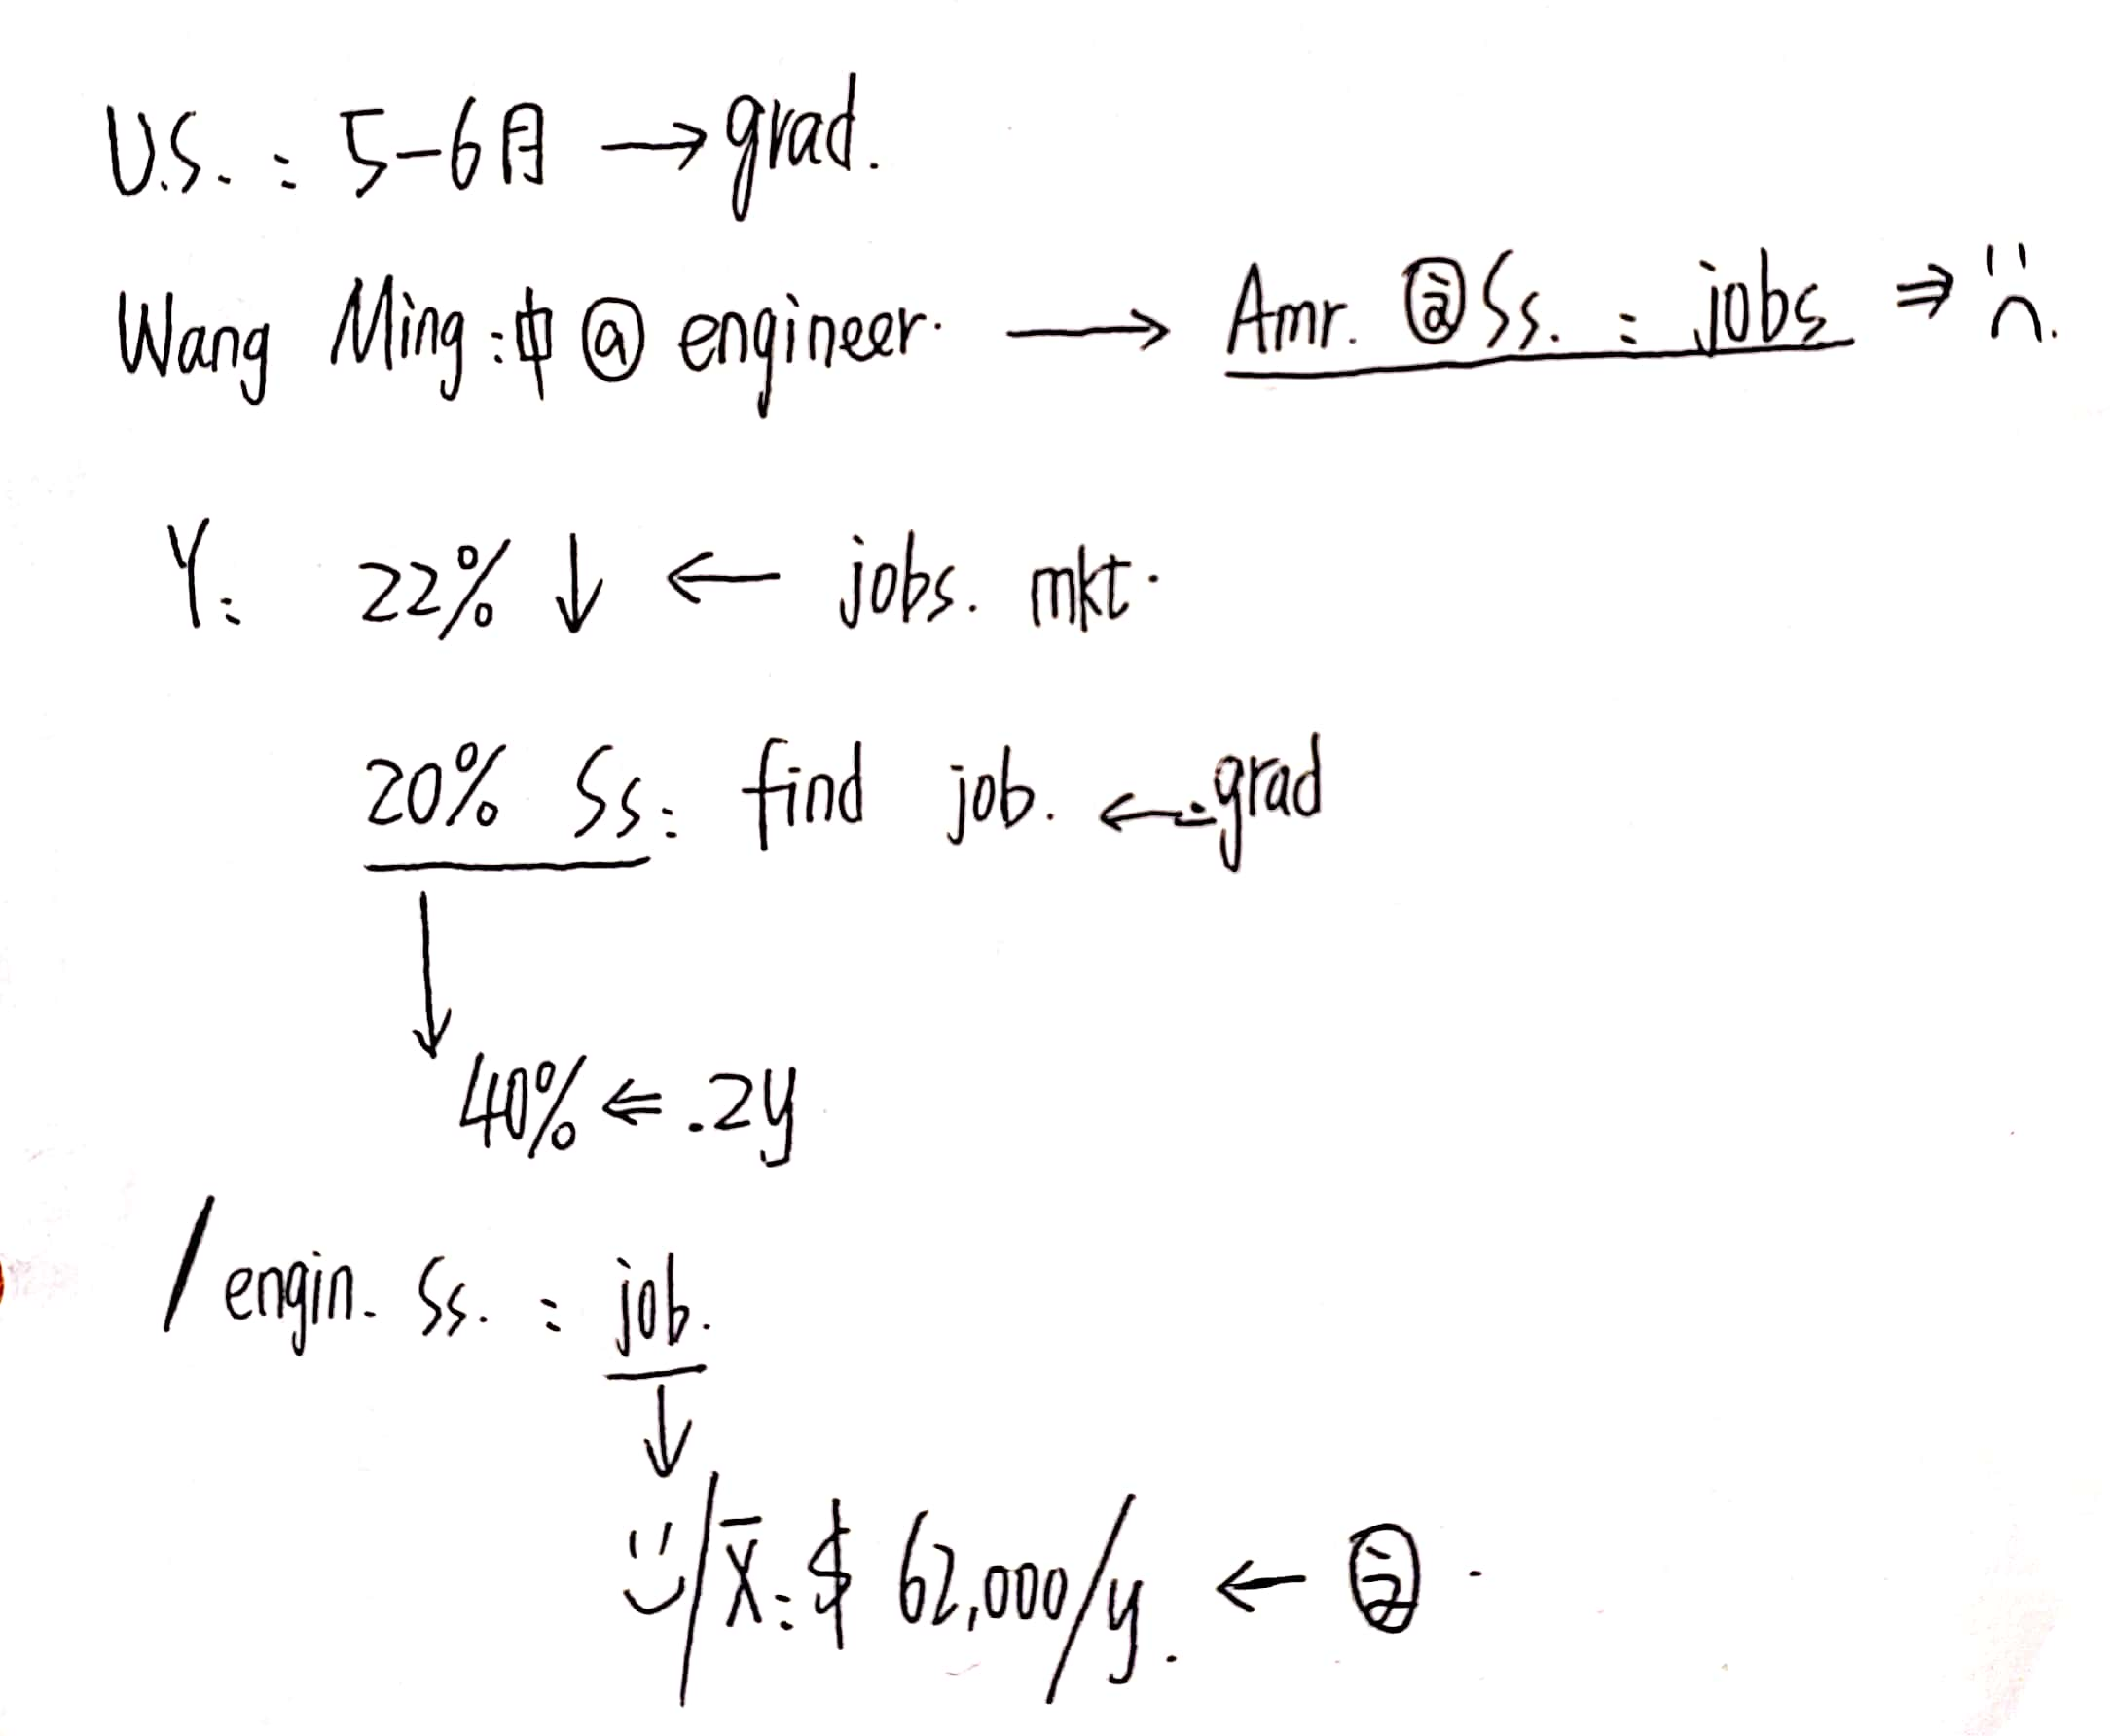 U.S. : 5-6月 → grad.
Wang Ming : 中 @ engineer. → Amr. @ Ss. : jobs ⇒ :(.
Y: 22% ↓ ← jobs. mkt.
20% Ss: find job. ← grad
↓
40% ⇐ .2y
/ engin. Ss. : job.
↓
:)/x̄: $ 62,000/y. ←